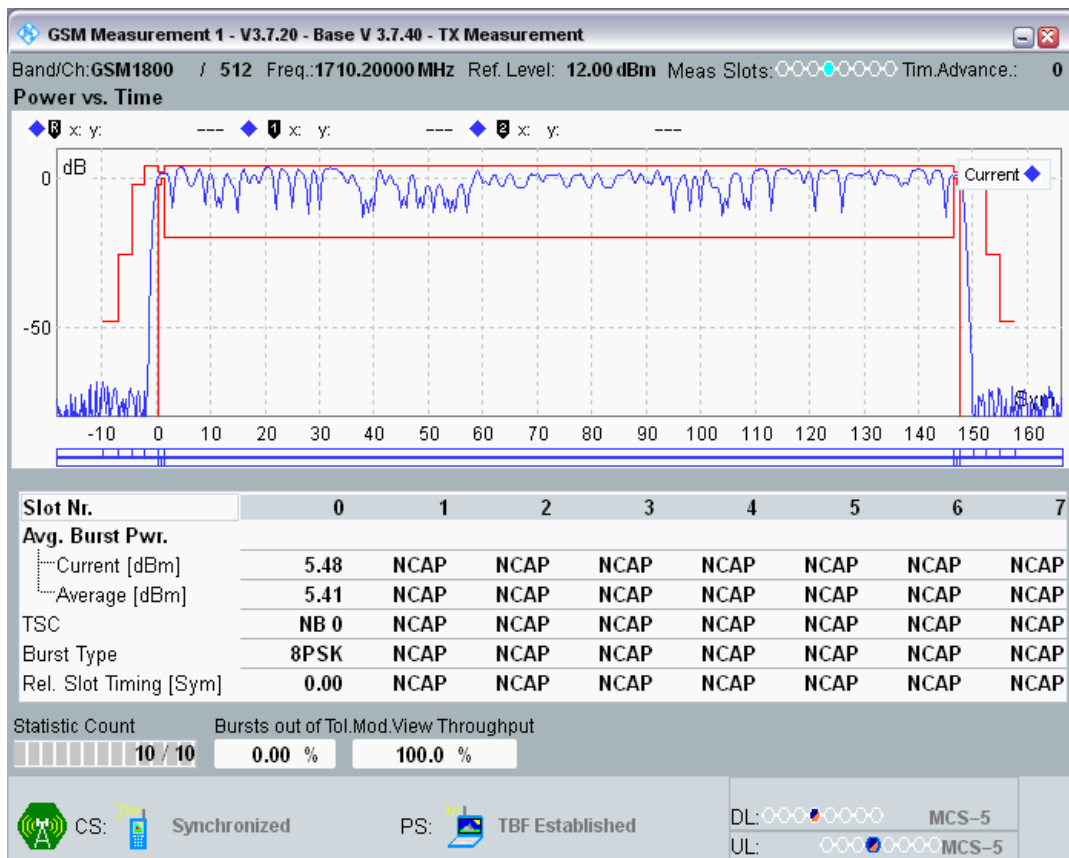 GSM Measurement 1 - V3.7.20 - Base V 3.7.40 - TX Measurement
Band/Ch:GSM1800 / 512 Freq.:1710.20000 MHz Ref. Level: 12.00 dBm Meas Slots: Tim.Advance.: 0
Power vs. Time
R x: y: --- 1 x: y: --- 2 x: y: ---
dB
Current
0
-50
Sym
-10 0 10 20 30 40 50 60 70 80 90 100 110 120 130 140 150 160
Slot Nr. 0 1 2 3 4 5 6 7
Avg. Burst Pwr.
Current [dBm] 5.48 NCAP NCAP NCAP NCAP NCAP NCAP NCAP
Average [dBm] 5.41 NCAP NCAP NCAP NCAP NCAP NCAP NCAP
TSC NB 0 NCAP NCAP NCAP NCAP NCAP NCAP NCAP
Burst Type 8PSK NCAP NCAP NCAP NCAP NCAP NCAP NCAP
Rel. Slot Timing [Sym] 0.00 NCAP NCAP NCAP NCAP NCAP NCAP NCAP
Statistic Count Bursts out of Tol.Mod.View Throughput
10 / 10 0.00 % 100.0 %
CS: Synchronized PS: TBF Established
DL: MCS-5
UL: MCS-5